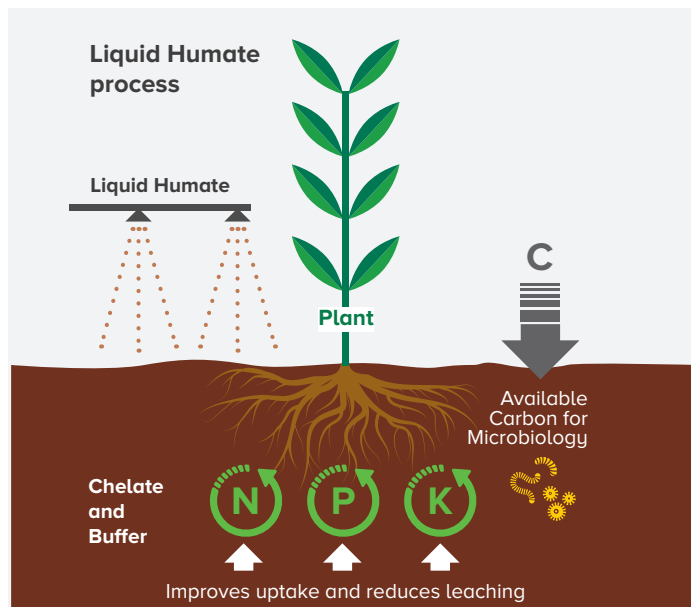 Liquid Humate
process
Liquid Humate
C
Plant
Available
Carbon for
Microbiology
Chelate
and
Buffer
N P K
Improves uptake and reduces leaching